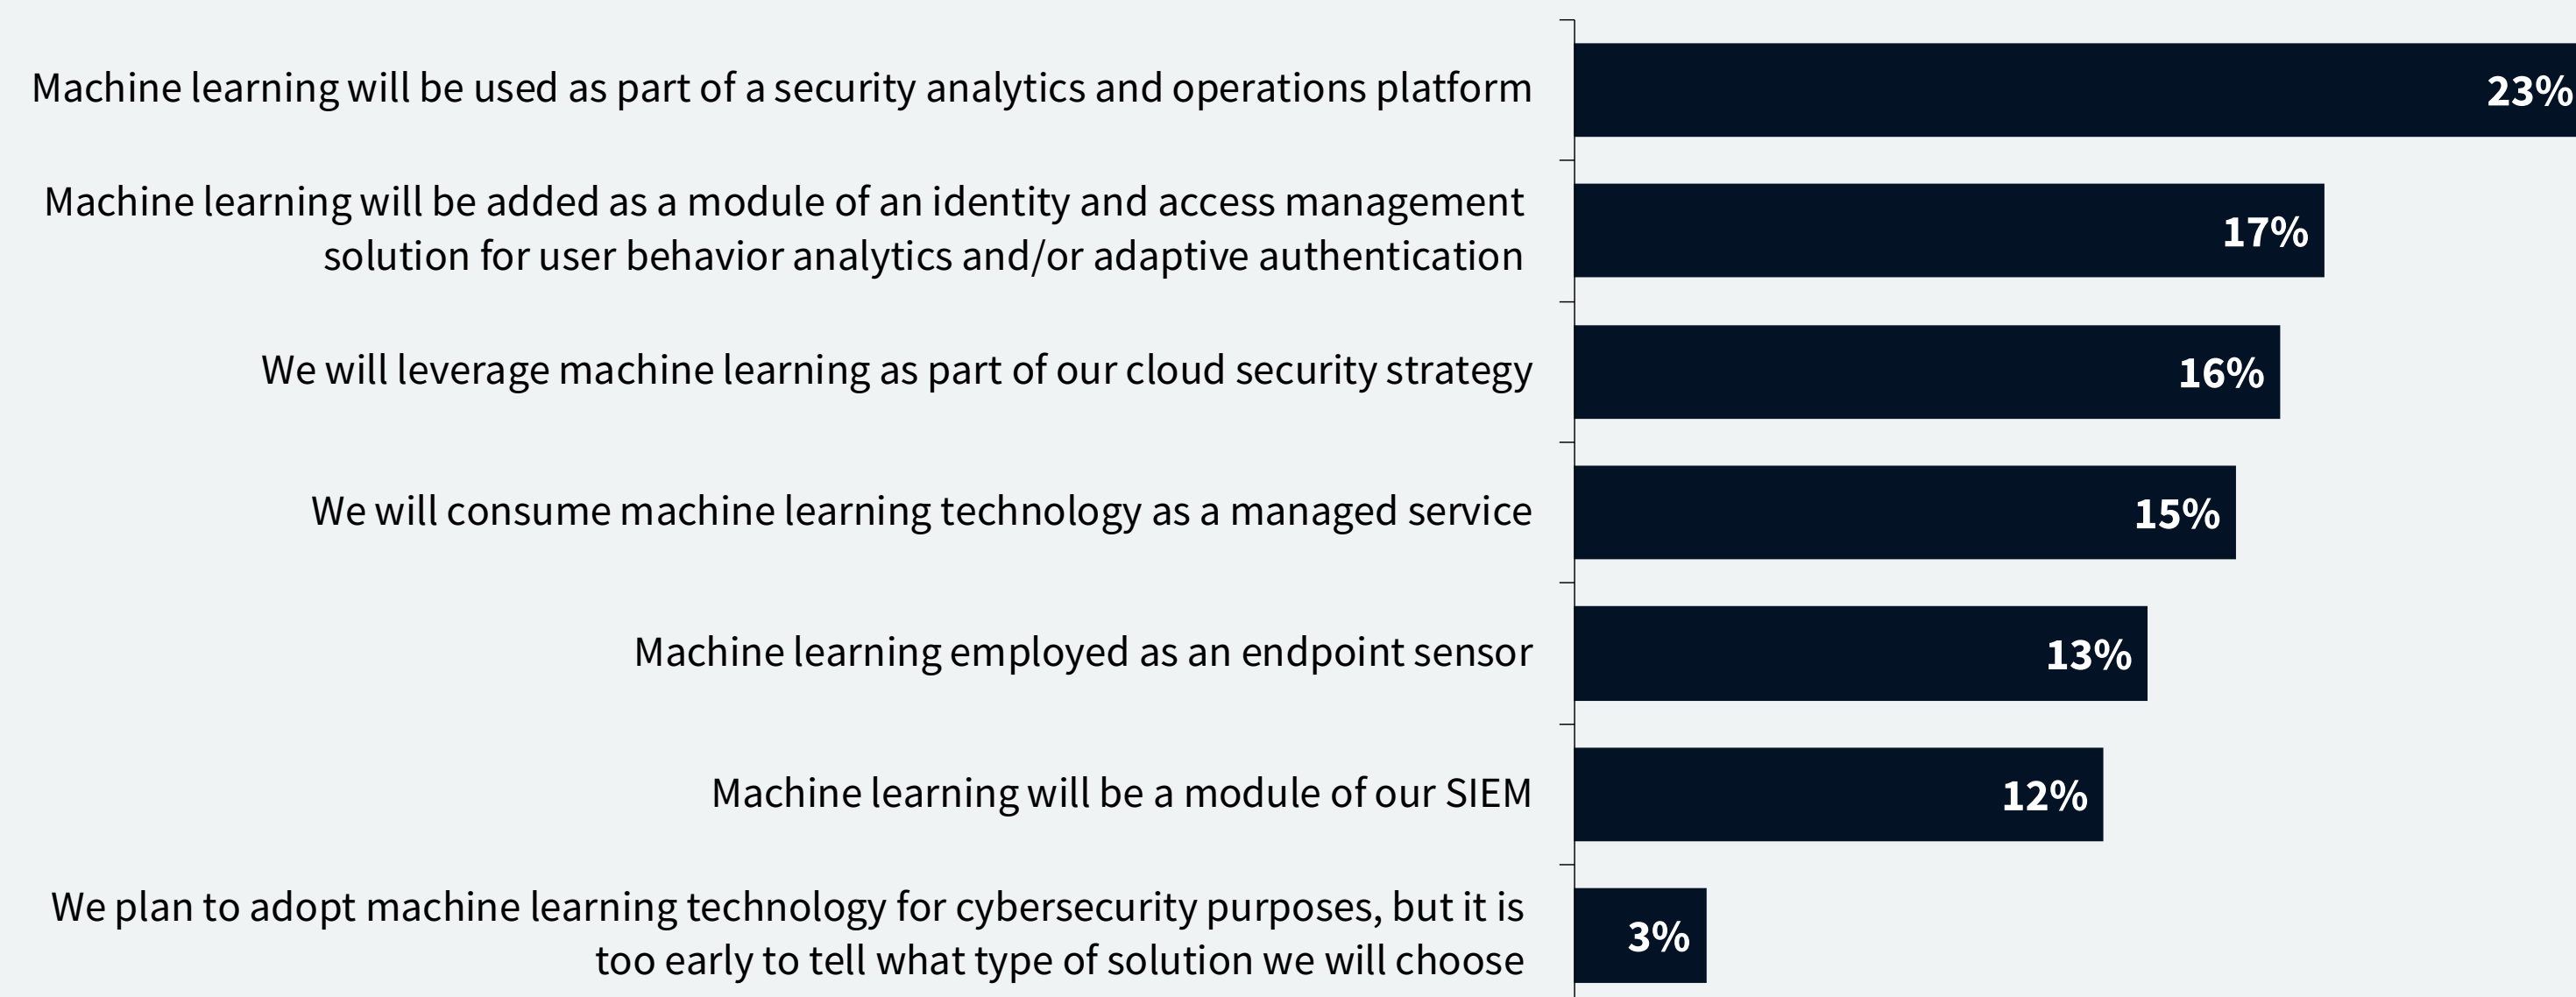 Machine learning will be used as part of a security analytics and operations platform
23%
Machine learning will be added as a module of an identity and access management
solution for user behavior analytics and/or adaptive authentication
17%
We will leverage machine learning as part of our cloud security strategy
16%
We will consume machine learning technology as a managed service
15%
Machine learning employed as an endpoint sensor
13%
Machine learning will be a module of our SIEM
12%
We plan to adopt machine learning technology for cybersecurity purposes, but it is
too early to tell what type of solution we will choose
3%